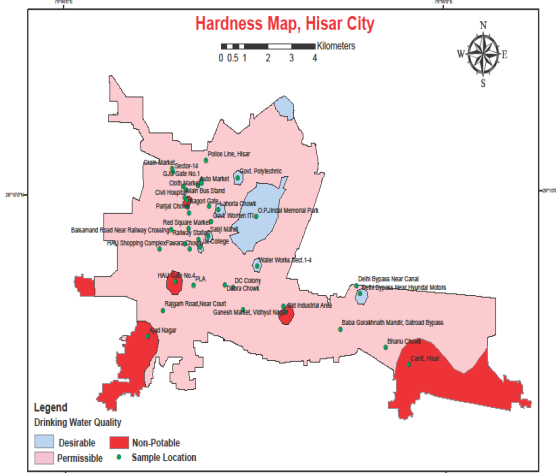 Hardness Map, Hisar City
0 0.5 1 2 3 4 Kilometers
N
W E
S
Police Line, Hisar
Grain Market
Sector-14
GJU Gate No.1
Govt. Polytechnic
Auto Market
Cloth Market
Main Bus Stand
Civil Hospital
Nagori Gate
Parijat Chowk
Lahoria Chowk
O.P.Jindal Memorial Park
Govt. Women ITI
Red Square Market
Balsamand Road Near Railway Crossing
Sabji Mandi
Railway Station
Jat College
HAU Shopping Complex
Fawara Chowk
Water Works Sect.1-4
HAU Gate No.4
PLA
DC Colony
Dabra Chowk
Delhi Bypass Near Canal
Delhi Bypass Near Hyundai Motors
Rajgarh Road,Near Court
Ganesh Market, Vidhyut Nagar
Old Industrial Area
Baba Gorakhnath Mandir, Satroad Bypass
Azad Nagar
Bhanu Chowk
Cantt, Hisar
Legend
Drinking Water Quality
Desirable Non-Potable
Permissible Sample Location